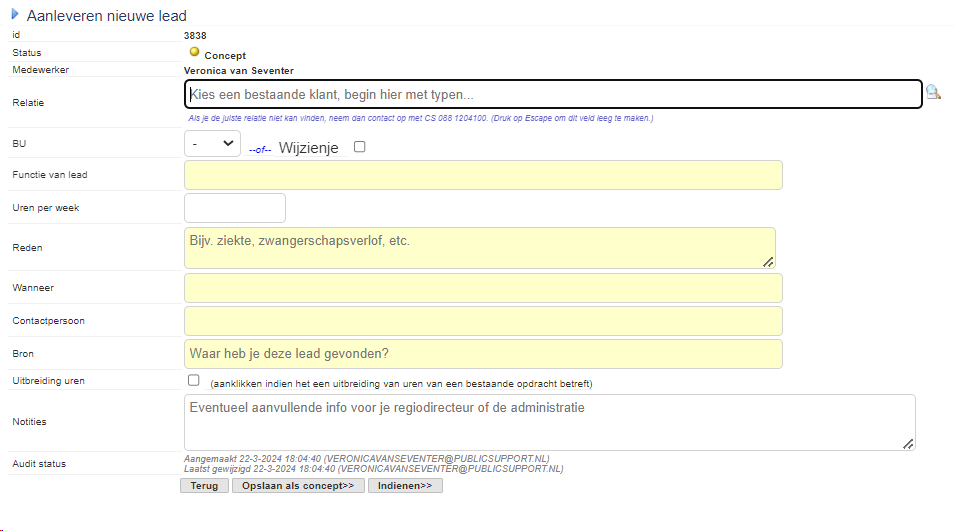 Aanleveren nieuwe lead
id 3838
Status Concept
Medewerker Veronica van Seventer
Relatie Kies een bestaande klant, begin hier met typen...
Als je de juiste relatie niet kan vinden, neem dan contact op met CS 088 1204100. (Druk op Escape om dit veld leeg te maken.)
BU - --of-- Wijzienje
Functie van lead
Uren per week
Reden Bijv. ziekte, zwangerschapsverlof, etc.
Wanneer
Contactpersoon
Bron Waar heb je deze lead gevonden?
Uitbreiding uren (aanklikken indien het een uitbreiding van uren van een bestaande opdracht betreft)
Notities Eventueel aanvullende info voor je regiodirecteur of de administratie
Audit status Aangemaakt 22-3-2024 18:04:40 (VERONICAVANSEVENTER@PUBLICSUPPORT.NL)
Laatst gewijzigd 22-3-2024 18:04:40 (VERONICAVANSEVENTER@PUBLICSUPPORT.NL)
Terug Opslaan als concept>> Indienen>>